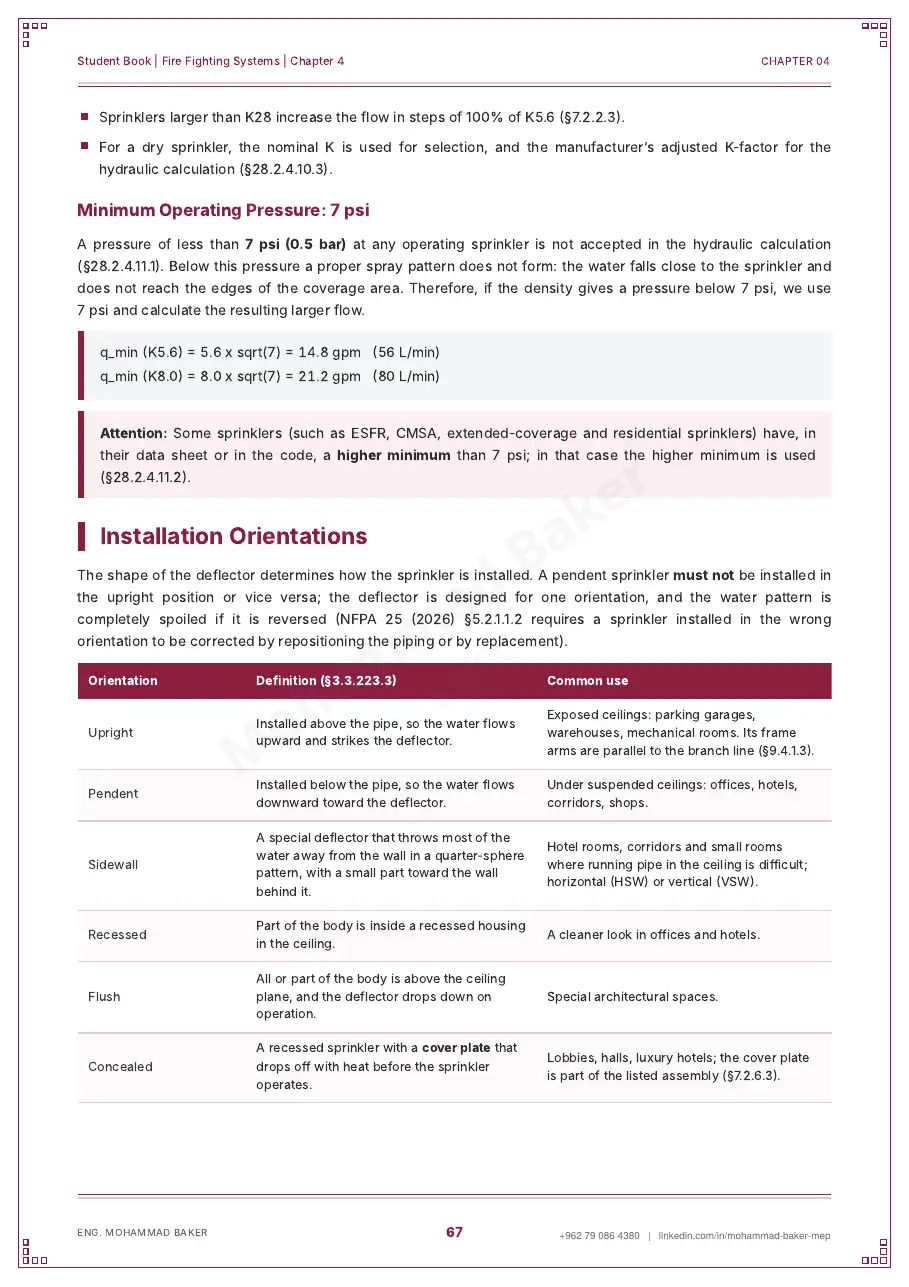 Student Book | Fire Fighting Systems | Chapter 4
CHAPTER 04
Sprinklers larger than K28 increase the flow in steps of 100% of K5.6 (§7.2.2.3).
For a dry sprinkler, the nominal K is used for selection, and the manufacturer’s adjusted K-factor for the
hydraulic calculation (§28.2.4.10.3).
Minimum Operating Pressure: 7 psi
A pressure of less than 7 psi (0.5 bar) at any operating sprinkler is not accepted in the hydraulic calculation
(§28.2.4.11.1). Below this pressure a proper spray pattern does not form: the water falls close to the sprinkler and
does not reach the edges of the coverage area. Therefore, if the density gives a pressure below 7 psi, we use
7 psi and calculate the resulting larger flow.
q_min (K5.6) = 5.6 x sqrt(7) = 14.8 gpm (56 L/min)
q_min (K8.0) = 8.0 x sqrt(7) = 21.2 gpm (80 L/min)
Attention: Some sprinklers (such as ESFR, CMSA, extended-coverage and residential sprinklers) have, in
their data sheet or in the code, a higher minimum than 7 psi; in that case the higher minimum is used
(§28.2.4.11.2).
Installation Orientations
The shape of the deflector determines how the sprinkler is installed. A pendent sprinkler must not be installed in
the upright position or vice versa; the deflector is designed for one orientation, and the water pattern is
completely spoiled if it is reversed (NFPA 25 (2026) §5.2.1.1.2 requires a sprinkler installed in the wrong
orientation to be corrected by repositioning the piping or by replacement).
Orientation
Definition (§3.3.223.3)
Common use
Upright
Installed above the pipe, so the water flows
upward and strikes the deflector.
Exposed ceilings: parking garages,
warehouses, mechanical rooms. Its frame
arms are parallel to the branch line (§9.4.1.3).
Pendent
Installed below the pipe, so the water flows
downward toward the deflector.
Under suspended ceilings: offices, hotels,
corridors, shops.
Sidewall
A special deflector that throws most of the
water away from the wall in a quarter-sphere
pattern, with a small part toward the wall
behind it.
Hotel rooms, corridors and small rooms
where running pipe in the ceiling is difficult;
horizontal (HSW) or vertical (VSW).
Recessed
Part of the body is inside a recessed housing
in the ceiling.
A cleaner look in offices and hotels.
Flush
All or part of the body is above the ceiling
plane, and the deflector drops down on
operation.
Special architectural spaces.
Concealed
A recessed sprinkler with a cover plate that
drops off with heat before the sprinkler
operates.
Lobbies, halls, luxury hotels; the cover plate
is part of the listed assembly (§7.2.6.3).
ENG. MOHAMMAD BAKER
67
+962 79 086 4380 | linkedin.com/in/mohammad-baker-mep